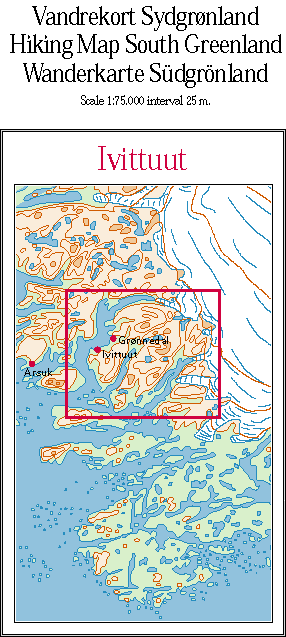 Vandrekort Sydgrønland
Hiking Map South Greenland
Wanderkarte Südgrönland
Scale 1:75.000 interval 25 m.
Ivittuut
Grønnedal
Ivittuut
Arsuk